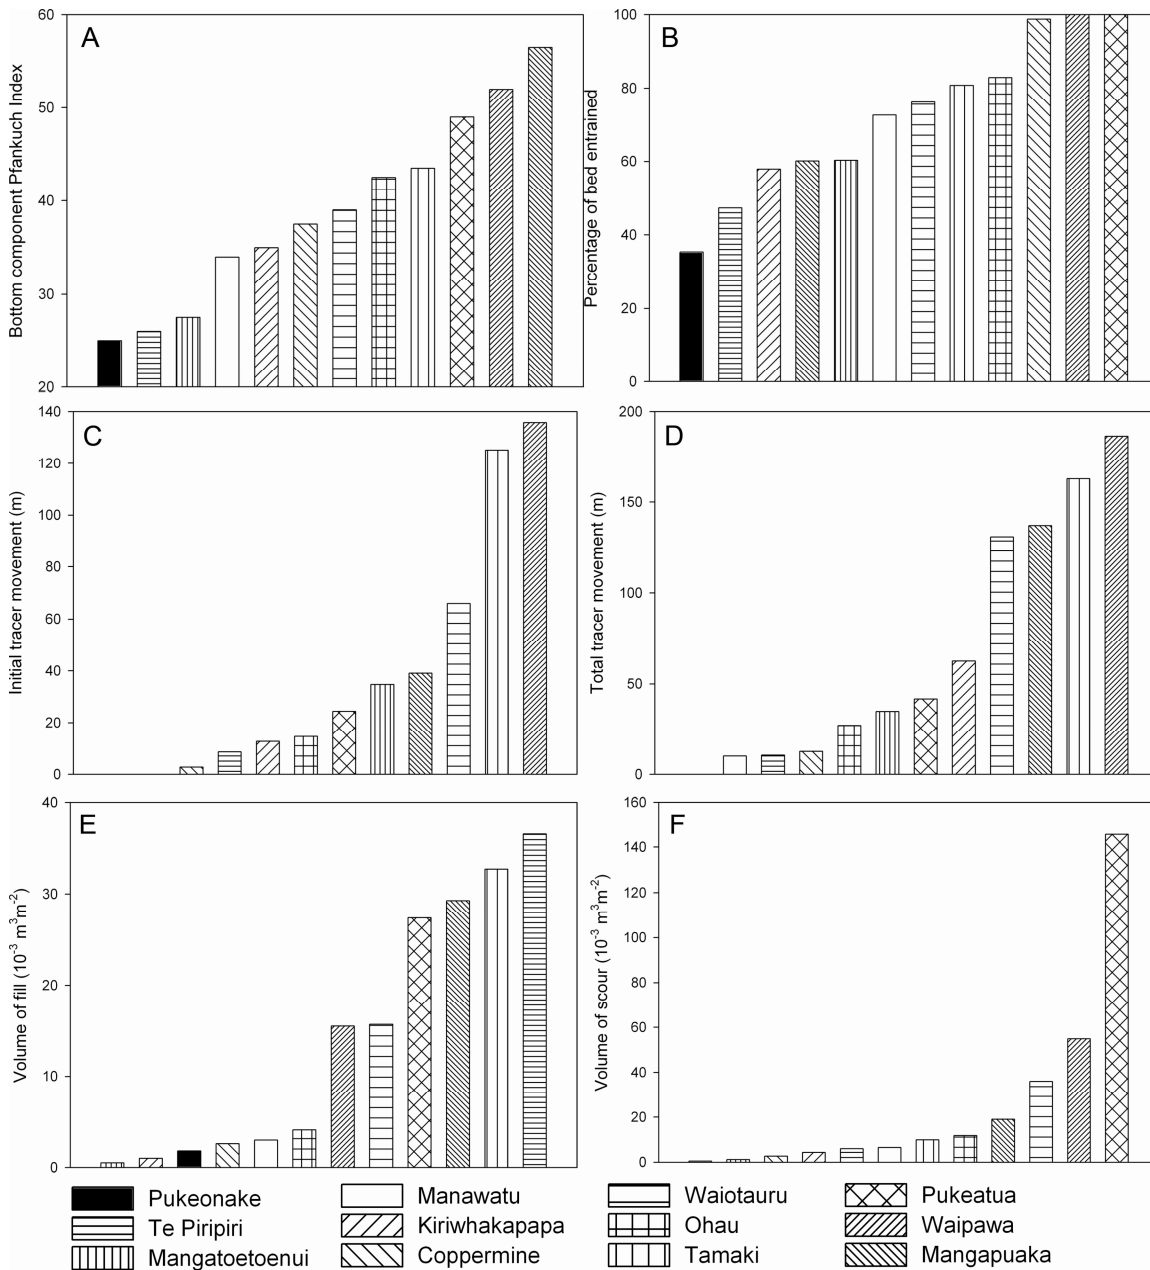 A
Bottom component Pfankuch Index
60
50
40
30
20
B
Percentage of bed entrained
100
80
60
40
20
0
C
Initial tracer movement (m)
140
120
100
80
60
40
20
0
D
Total tracer movement (m)
200
150
100
50
0
E
Volume of fill (10⁻³ m³m⁻²)
40
30
20
10
0
F
Volume of scour (10⁻³ m³m⁻²)
160
140
120
100
80
60
40
20
0
Pukeonake
Te Piripiri
Mangatoetoenui
Manawatu
Kiriwhakapapa
Coppermine
Waiotauru
Ohau
Tamaki
Pukeatua
Waipawa
Mangapuaka